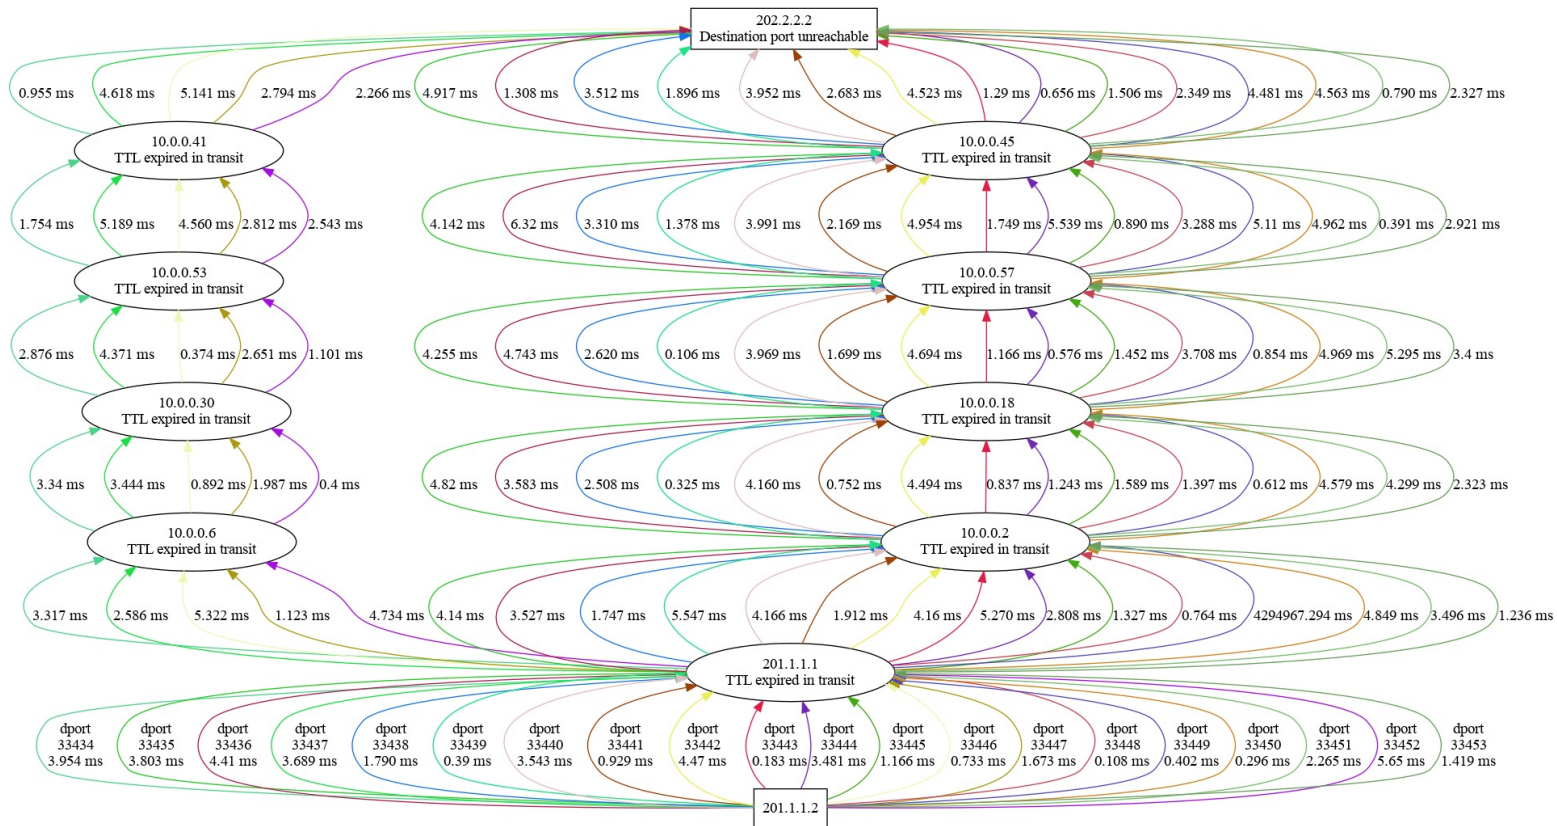 202.2.2.2
Destination port unreachable
0.955 ms
4.618 ms
5.141 ms
2.794 ms
2.266 ms
4.917 ms
1.308 ms
3.512 ms
1.896 ms
3.952 ms
2.683 ms
4.523 ms
1.29 ms
0.656 ms
1.506 ms
2.349 ms
4.481 ms
4.563 ms
0.790 ms
2.327 ms
10.0.0.41
TTL expired in transit
10.0.0.45
TTL expired in transit
1.754 ms
5.189 ms
4.560 ms
2.812 ms
2.543 ms
4.142 ms
6.32 ms
3.310 ms
1.378 ms
3.991 ms
2.169 ms
4.954 ms
1.749 ms
5.539 ms
0.890 ms
3.288 ms
5.11 ms
4.962 ms
0.391 ms
2.921 ms
10.0.0.53
TTL expired in transit
10.0.0.57
TTL expired in transit
2.876 ms
4.371 ms
0.374 ms
2.651 ms
1.101 ms
4.255 ms
4.743 ms
2.620 ms
0.106 ms
3.969 ms
1.699 ms
4.694 ms
1.166 ms
0.576 ms
1.452 ms
3.708 ms
0.854 ms
4.969 ms
5.295 ms
3.4 ms
10.0.0.30
TTL expired in transit
10.0.0.18
TTL expired in transit
3.34 ms
3.444 ms
0.892 ms
1.987 ms
0.4 ms
4.82 ms
3.583 ms
2.508 ms
0.325 ms
4.160 ms
0.752 ms
4.494 ms
0.837 ms
1.243 ms
1.589 ms
1.397 ms
0.612 ms
4.579 ms
4.299 ms
2.323 ms
10.0.0.6
TTL expired in transit
10.0.0.2
TTL expired in transit
3.317 ms
2.586 ms
5.322 ms
1.123 ms
4.734 ms
4.14 ms
3.527 ms
1.747 ms
5.547 ms
4.166 ms
1.912 ms
4.16 ms
5.270 ms
2.808 ms
1.327 ms
0.764 ms
4294967.294 ms
4.849 ms
3.496 ms
1.236 ms
201.1.1.1
TTL expired in transit
dport
33434
3.954 ms
dport
33435
3.803 ms
dport
33436
4.41 ms
dport
33437
3.689 ms
dport
33438
1.790 ms
dport
33439
0.39 ms
dport
33440
3.543 ms
dport
33441
0.929 ms
dport
33442
4.47 ms
dport
33443
0.183 ms
dport
33444
3.481 ms
dport
33445
1.166 ms
dport
33446
0.733 ms
dport
33447
1.673 ms
dport
33448
0.108 ms
dport
33449
0.402 ms
dport
33450
0.296 ms
dport
33451
2.265 ms
dport
33452
5.65 ms
dport
33453
1.419 ms
201.1.1.2